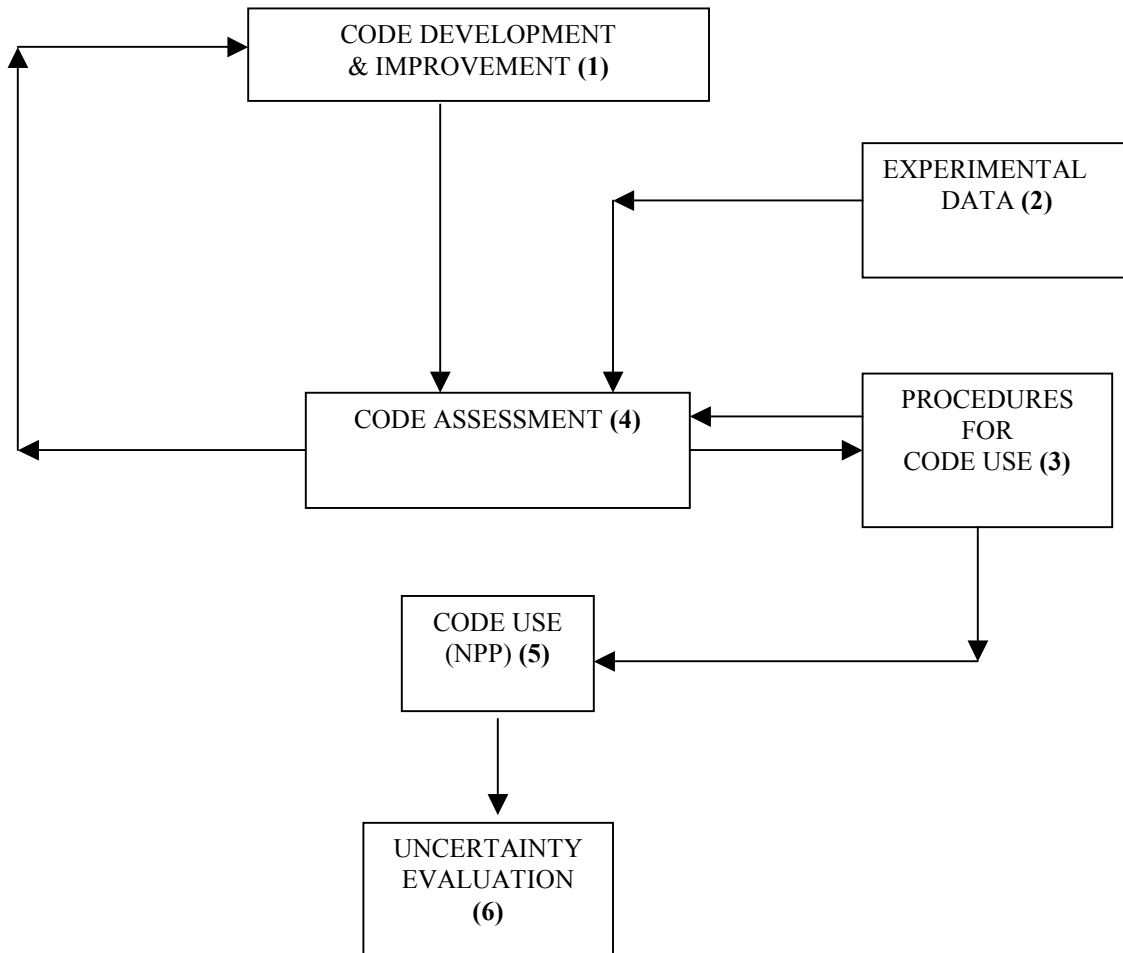 CODE DEVELOPMENT
& IMPROVEMENT (1)
EXPERIMENTAL
DATA (2)
PROCEDURES
FOR
CODE USE (3)
CODE ASSESSMENT (4)
CODE USE
(NPP) (5)
UNCERTAINTY
EVALUATION
(6)